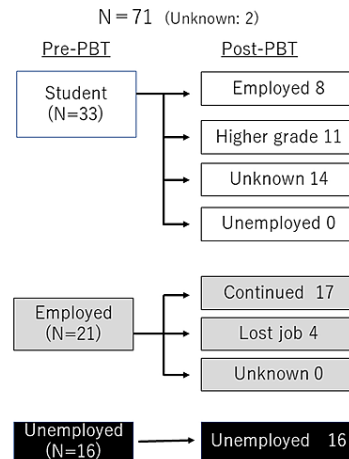 N＝71 (Unknown: 2)
Pre-PBT
Post-PBT
Student
(N=33)
Employed 8
Higher grade 11
Unknown 14
Unemployed 0
Employed
(N=21)
Continued 17
Lost job 4
Unknown 0
Unemployed
(N=16)
Unemployed 16